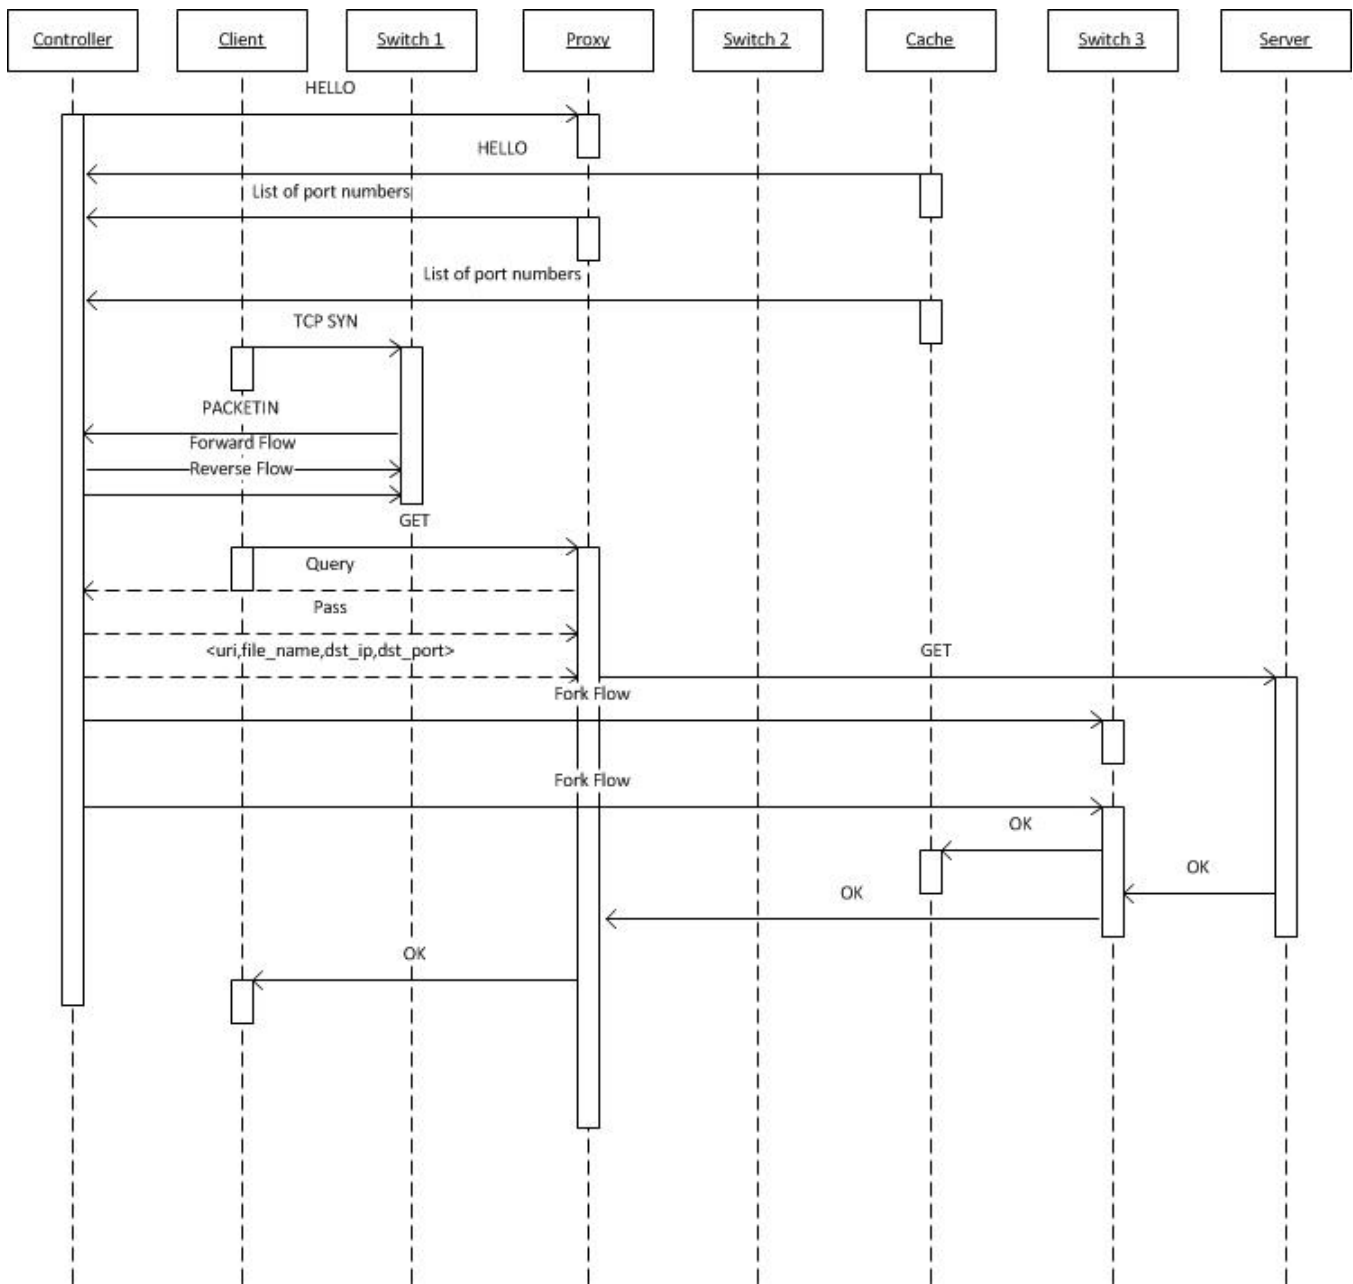 Controller
Client
Switch 1
Proxy
Switch 2
Cache
Switch 3
Server
HELLO
HELLO
List of port numbers
List of port numbers
TCP SYN
PACKETIN
Forward Flow
Reverse Flow
GET
Query
Pass
<uri,file_name,dst_ip,dst_port>
GET
Fork Flow
Fork Flow
OK
OK
OK
OK